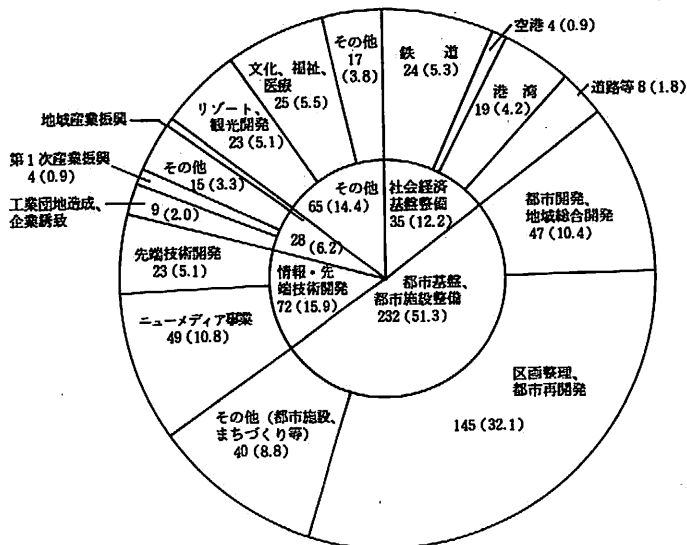 鉄 道
24(5.3)
空港4(0.9)
港 湾
19(4.2)
道路等8(1.8)
都市開発、
地域総合開発
47(10.4)
区画整理、
都市再開発
145(32.1)
その他(都市施設、
まちづくり等)
40(8.8)
ニューメディア事業
49(10.8)
先端技術開発
23(5.1)
工業団地造成、
企業誘致
9(2.0)
第1次産業振興
4(0.9)
その他
15(3.3)
地域産業振興
リゾート、
観光開発
23(5.1)
文化、福祉、
医療
25(5.5)
その他
17
(3.8)
社会経済
基盤整備
35(12.2)
都市基盤、
都市施設整備
232(51.3)
情報・先
端技術開発
72(15.9)
28(6.2)
その他
65(14.4)